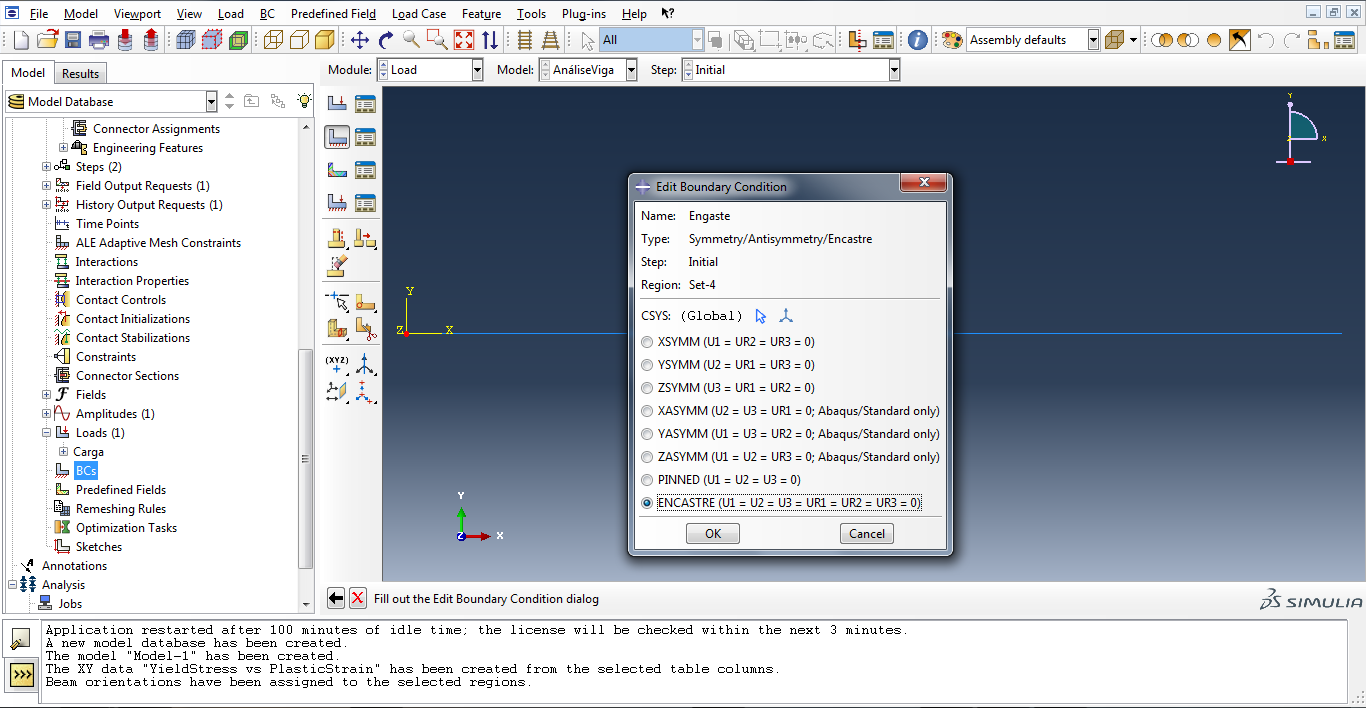 File Model Viewport View Load BC Predefined Field Load Case Feature Tools Plug-ins Help ?
All Assembly defaults
Model Results
Module: Load Model: AnáliseViga Step: Initial
Model Database
Connector Assignments
Engineering Features
Steps (2)
Field Output Requests (1)
History Output Requests (1)
Time Points
ALE Adaptive Mesh Constraints
Interactions
Interaction Properties
Contact Controls
Contact Initializations
Contact Stabilizations
Constraints
Connector Sections
Fields
Amplitudes (1)
Loads (1)
Carga
BCs
Predefined Fields
Remeshing Rules
Optimization Tasks
Sketches
Annotations
Analysis
Jobs
(XYZ)
Y
X
Z
Y
X
Z
Y
X
Z
Edit Boundary Condition
Name: Engaste
Type: Symmetry/Antisymmetry/Encastre
Step: Initial
Region: Set-4
CSYS: (Global)
XSYMM (U1 = UR2 = UR3 = 0)
YSYMM (U2 = UR1 = UR3 = 0)
ZSYMM (U3 = UR1 = UR2 = 0)
XASYMM (U2 = U3 = UR1 = 0; Abaqus/Standard only)
YASYMM (U1 = U3 = UR2 = 0; Abaqus/Standard only)
ZASYMM (U1 = U2 = UR3 = 0; Abaqus/Standard only)
PINNED (U1 = U2 = U3 = 0)
ENCASTRE (U1 = U2 = U3 = UR1 = UR2 = UR3 = 0)
OK Cancel
Fill out the Edit Boundary Condition dialog
SIMULIA
Application restarted after 100 minutes of idle time; the license will be checked within the next 3 minutes.
A new model database has been created.
The model "Model-1" has been created.
The XY data "YieldStress vs PlasticStrain" has been created from the selected table columns.
Beam orientations have been assigned to the selected regions.
>>>